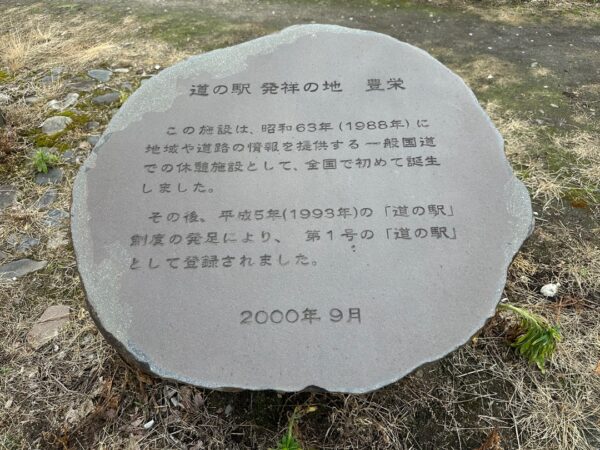 道の駅 発祥の地　豊栄
この施設は、昭和63年(1988年)に
地域や道路の情報を提供する一般国道
での休憩施設として、全国で初めて誕生
しました。
その後、平成5年(1993年)の「道の駅」
制度の発足により、 第1号の「道の駅」
として登録されました。
2000年 9月